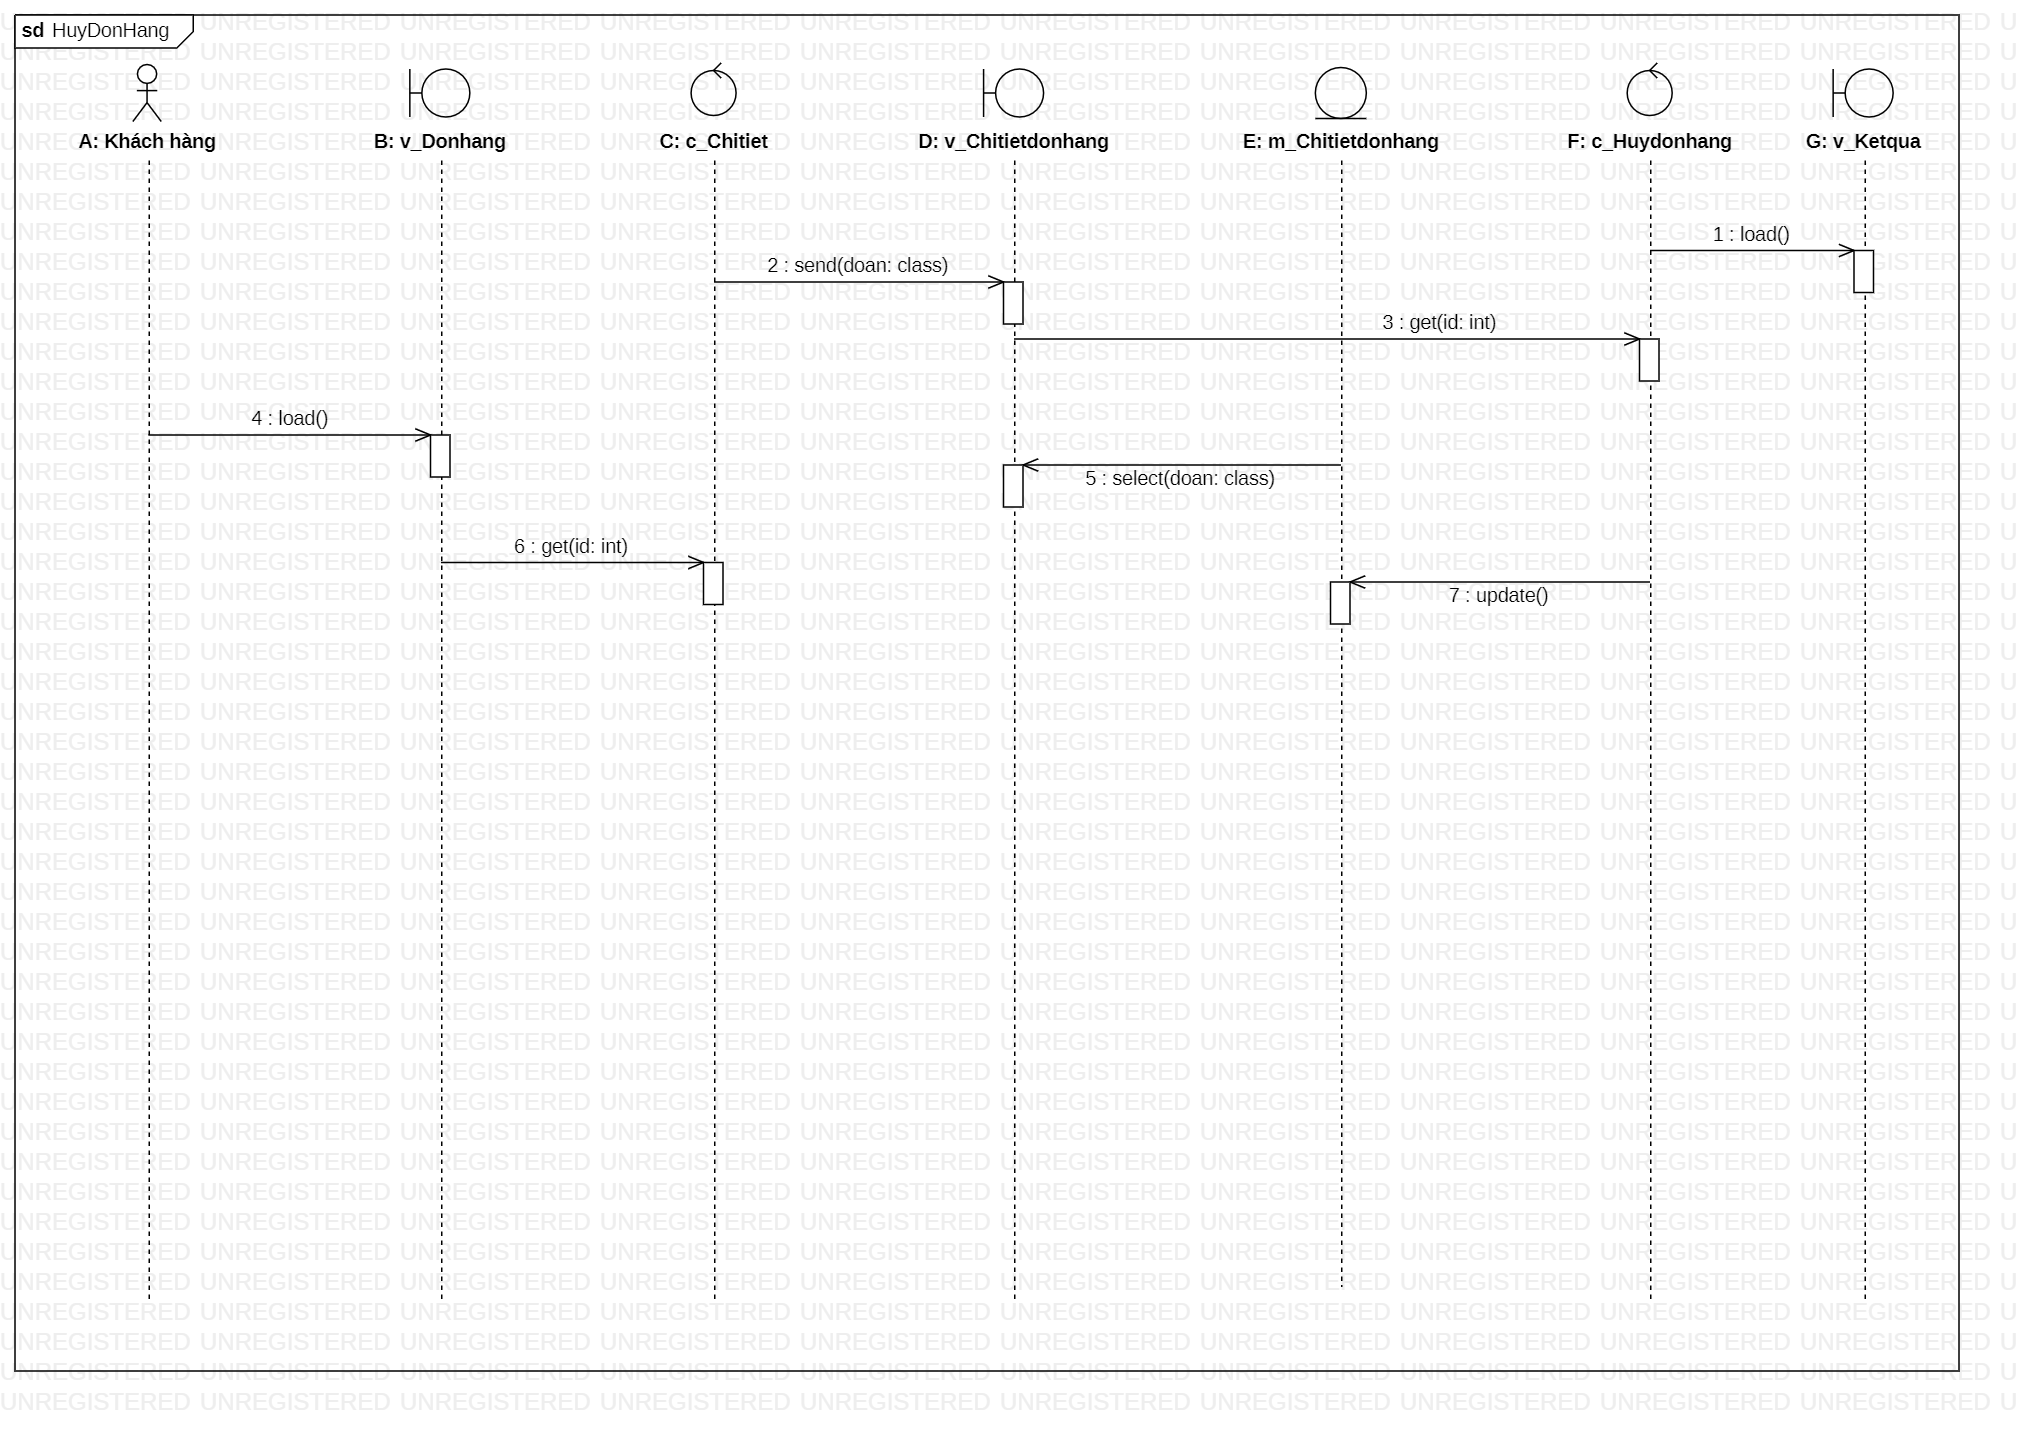 sd HuyDonHang
A: Khách hàng
B: v_Donhang
C: c_Chitiet
D: v_Chitietdonhang
E: m_Chitietdonhang
F: c_Huydonhang
G: v_Ketqua
1 : load()
2 : send(doan: class)
3 : get(id: int)
4 : load()
5 : select(doan: class)
6 : get(id: int)
7 : update()
UNREGISTERED